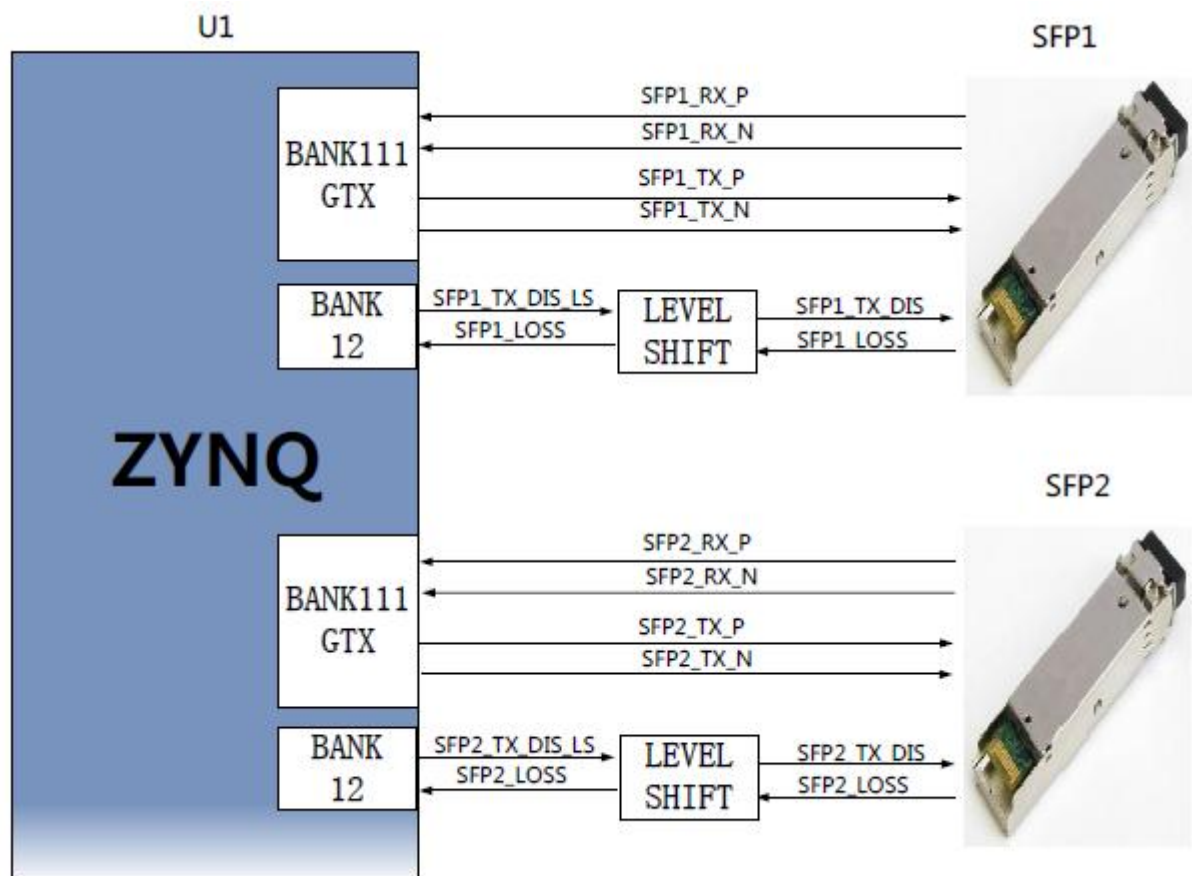 U1
SFP1
SFP1_RX_P
SFP1_RX_N
BANK111
GTX
SFP1_TX_P
SFP1_TX_N
BANK
12
SFP1_TX_DIS_LS
SFP1_LOSS
LEVEL
SHIFT
SFP1_TX_DIS
SFP1_LOSS
ZYNQ
SFP2
SFP2_RX_P
SFP2_RX_N
BANK111
GTX
SFP2_TX_P
SFP2_TX_N
BANK
12
SFP2_TX_DIS_LS
SFP2_LOSS
LEVEL
SHIFT
SFP2_TX_DIS
SFP2_LOSS